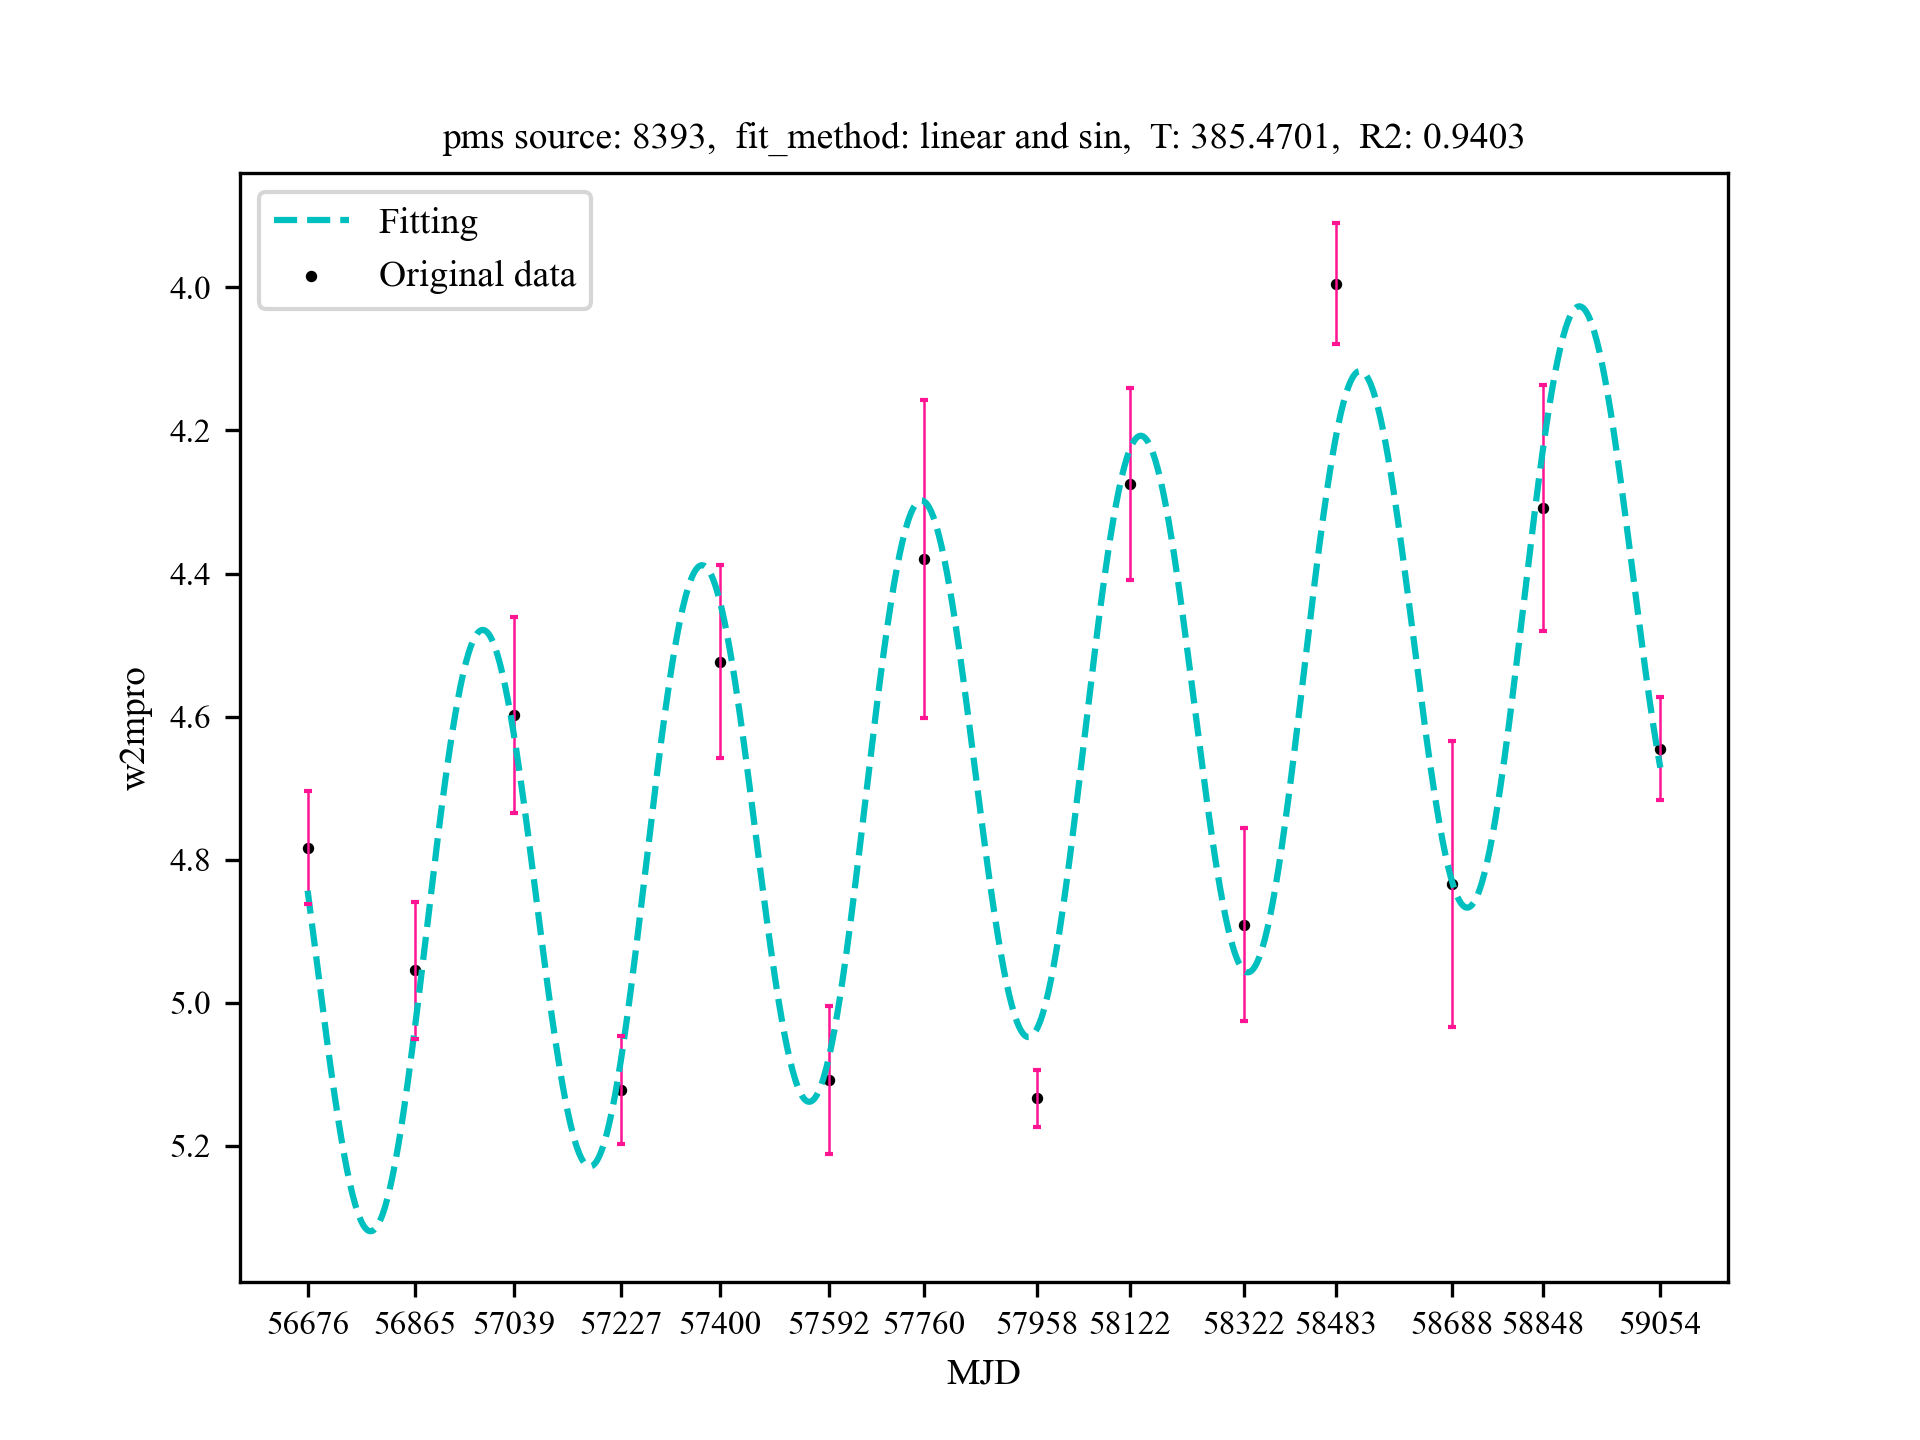 pms source: 8393,  fit_method: linear and sin,  T: 385.4701,  R2: 0.9403
Fitting
Original data
4.0
4.2
4.4
4.6
4.8
5.0
5.2
w2mpro
56676 56865 57039 57227 57400 57592 57760 57958 58122 58322 58483 58688 58848 59054
MJD